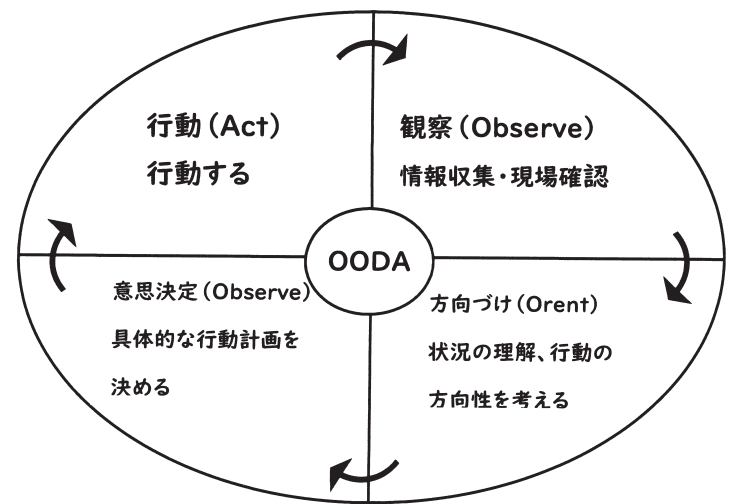 行動（Act）
行動する
観察（Observe）
情報収集・現場確認
OODA
意思決定（Observe）
具体的な行動計画を
決める
方向づけ（Orent）
状況の理解、行動の
方向性を考える